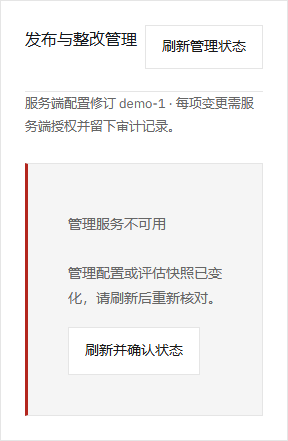 发布与整改管理
刷新管理状态
服务端配置修订 demo-1 · 每项变更需服
务端授权并留下审计记录。
管理服务不可用
管理配置或评估快照已变
化，请刷新后重新核对。
刷新并确认状态